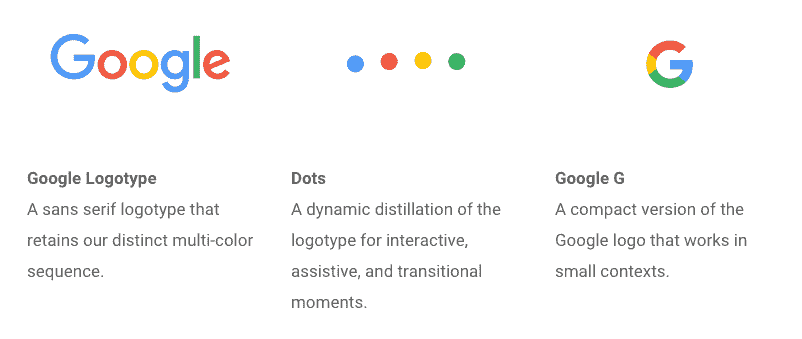 Google
G
Google Logotype
A sans serif logotype that
retains our distinct multi-color
sequence.
Dots
A dynamic distillation of the
logotype for interactive,
assistive, and transitional
moments.
Google G
A compact version of the
Google logo that works in
small contexts.